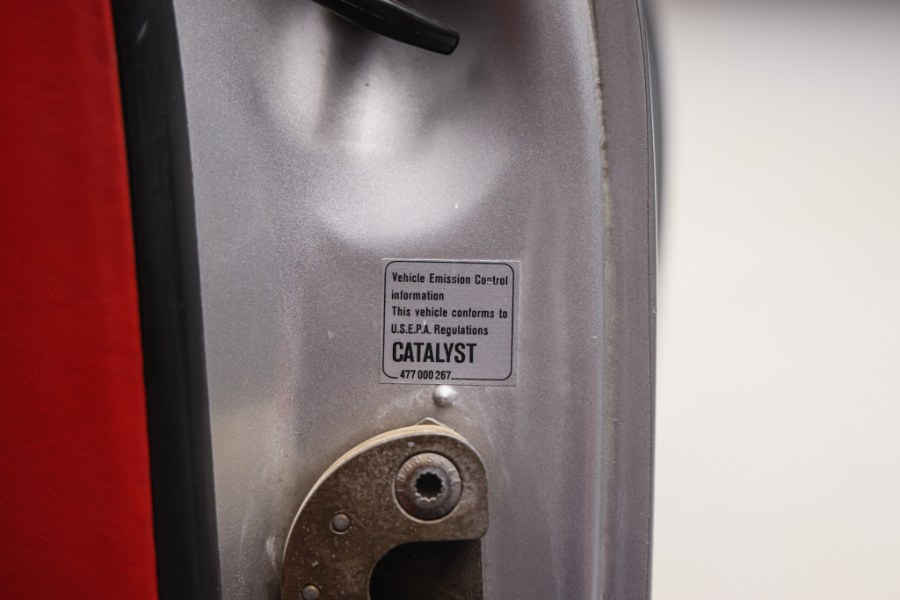 Vehicle Emission Control
information
This vehicle conforms to
U.S.E.P.A. Regulations
CATALYST
477 000 267